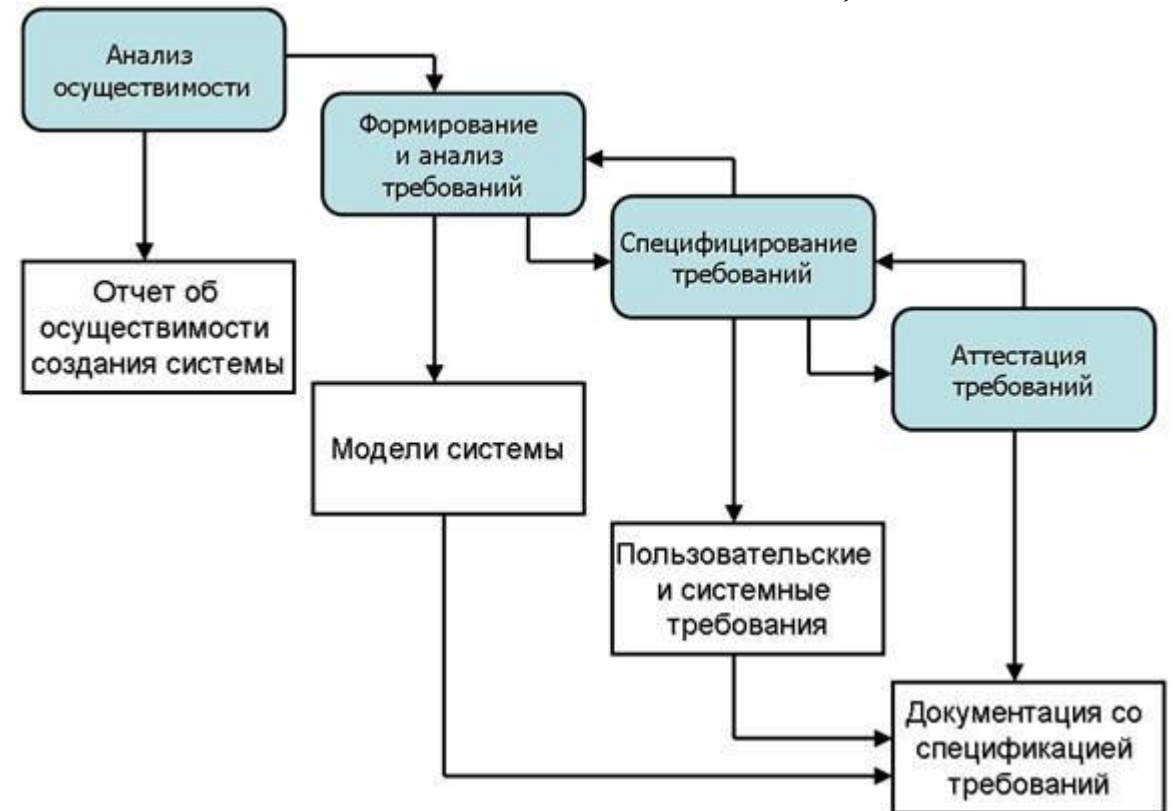 Анализ
осуществимости
Формирование
и анализ
требований
Специфицирование
требований
Отчет об
осуществимости
создания системы
Аттестация
требований
Модели системы
Пользовательские
и системные
требования
Документация со
спецификацией
требований